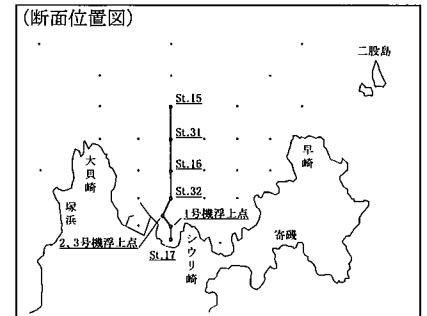 (断面位置図)
二股島
St.15
St.31
St.16
St.32
大貝崎
早崎
塚浜
1号機浮上点
2, 3号機浮上点
シウリ崎
寄磯
St.17